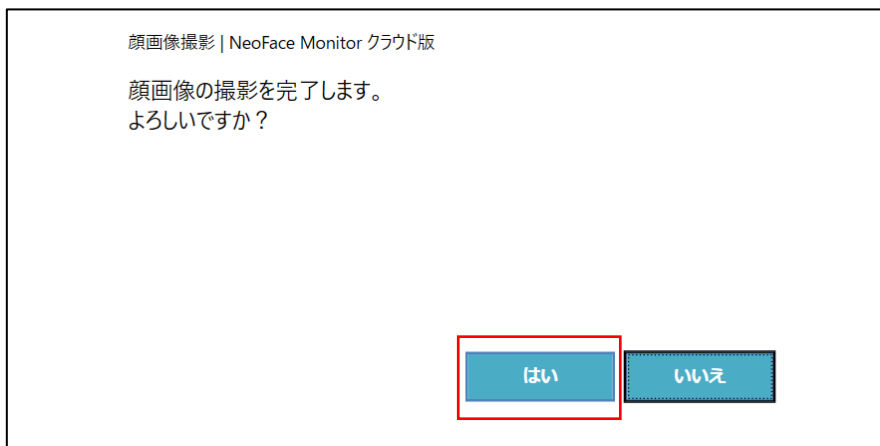 顔画像撮影 | NeoFace Monitor クラウド版
顔画像の撮影を完了します。
よろしいですか？
はい
いいえ